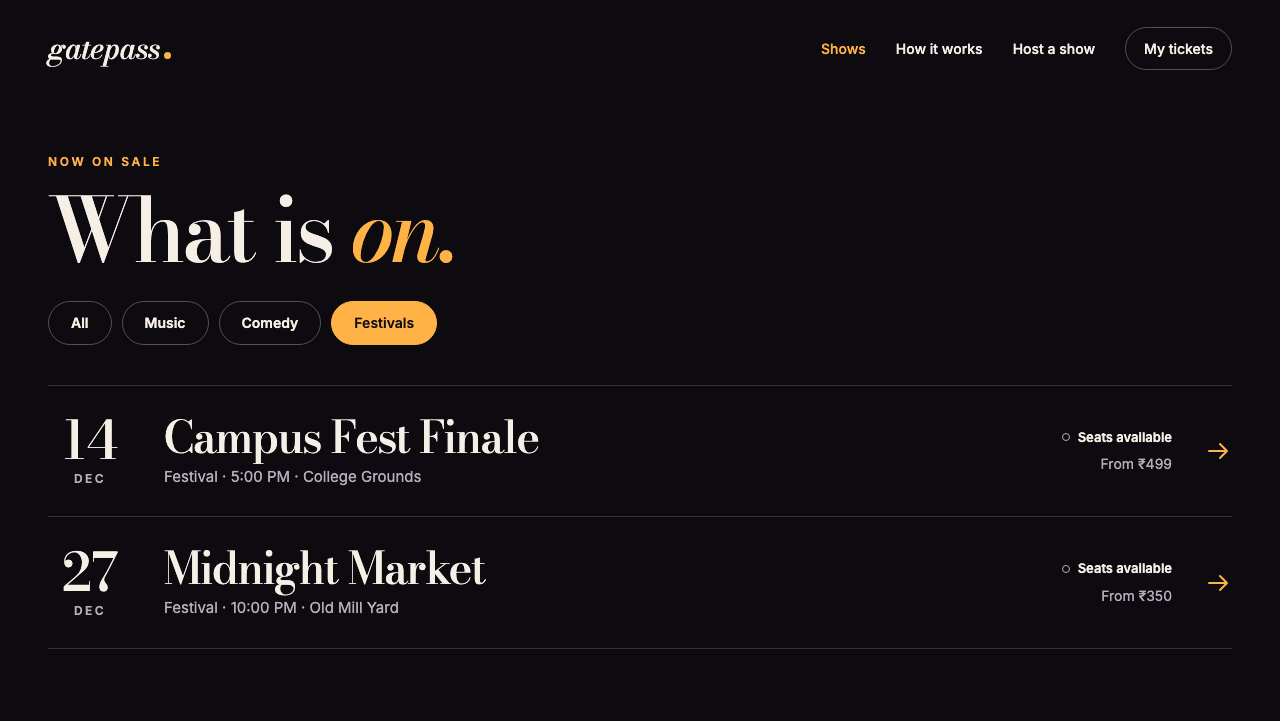 gatepass.
Shows
How it works
Host a show
My tickets
NOW ON SALE
What is on.
All
Music
Comedy
Festivals
14
DEC
Campus Fest Finale
Festival · 5:00 PM · College Grounds
Seats available
From ₹499
27
DEC
Midnight Market
Festival · 10:00 PM · Old Mill Yard
Seats available
From ₹350